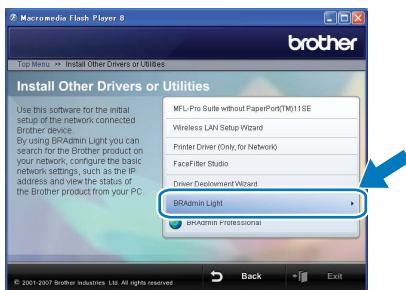 Macromedia Flash Player 8
brother
Top Menu >> Install Other Drivers or Utilities
Install Other Drivers or Utilities
Use this software for the initial
setup of the network connected
Brother device.
By using BRAdmin Light you can
search for the Brother product on
your network, configure the basic
network settings, such as the IP
address and view the status of
the Brother product from your PC.
MFL-Pro Suite without PaperPort(TM)11SE
Wireless LAN Setup Wizard
Printer Driver (Only, for Network)
FaceFilter Studio
Driver Deployment Wizard
BRAdmin Light
BRAdmin Professional
© 2001-2007 Brother Industries. Ltd. All rights reserved
Back
Exit